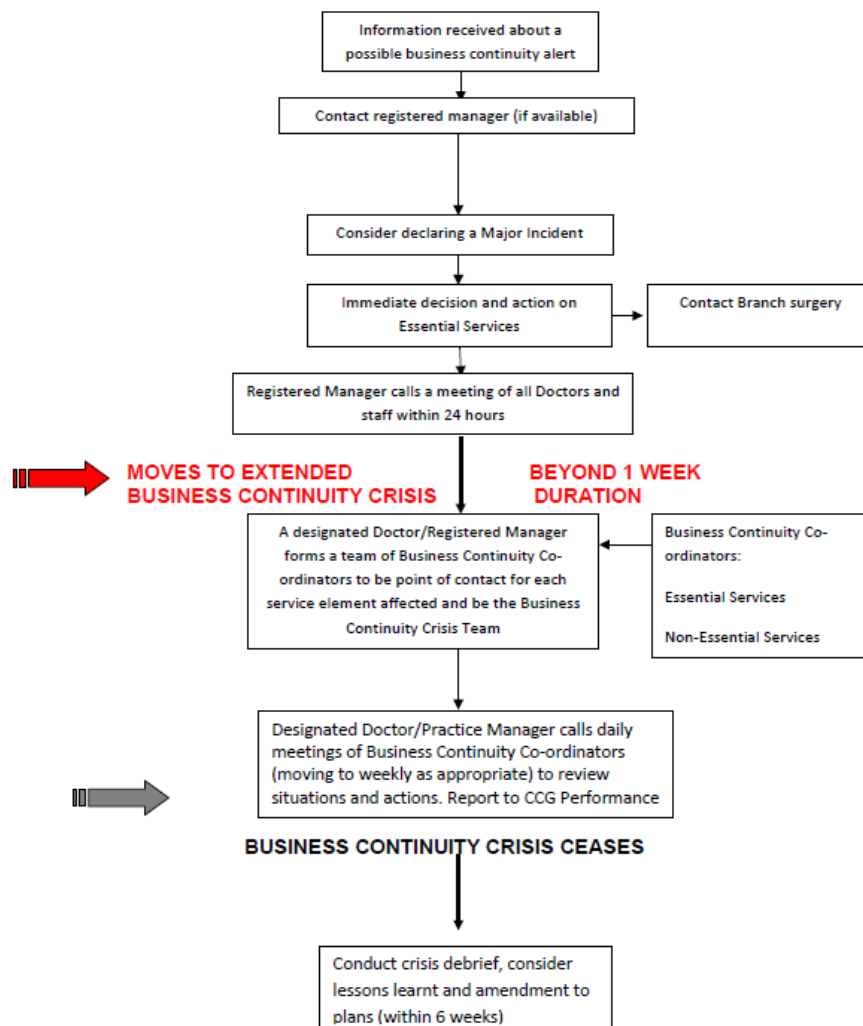 Information received about a
possible business continuity alert
Contact registered manager (if available)
Consider declaring a Major Incident
Immediate decision and action on
Essential Services
Contact Branch surgery
Registered Manager calls a meeting of all Doctors and
staff within 24 hours
MOVES TO EXTENDED
BUSINESS CONTINUITY CRISIS
BEYOND 1 WEEK
DURATION
A designated Doctor/Registered Manager
forms a team of Business Continuity Co-
ordinators to be point of contact for each
service element affected and be the Business
Continuity Crisis Team
Business Continuity Co-
ordinators:
Essential Services
Non-Essential Services
Designated Doctor/Practice Manager calls daily
meetings of Business Continuity Co-ordinators
(moving to weekly as appropriate) to review
situations and actions. Report to CCG Performance
BUSINESS CONTINUITY CRISIS CEASES
Conduct crisis debrief, consider
lessons learnt and amendment to
plans (within 6 weeks)